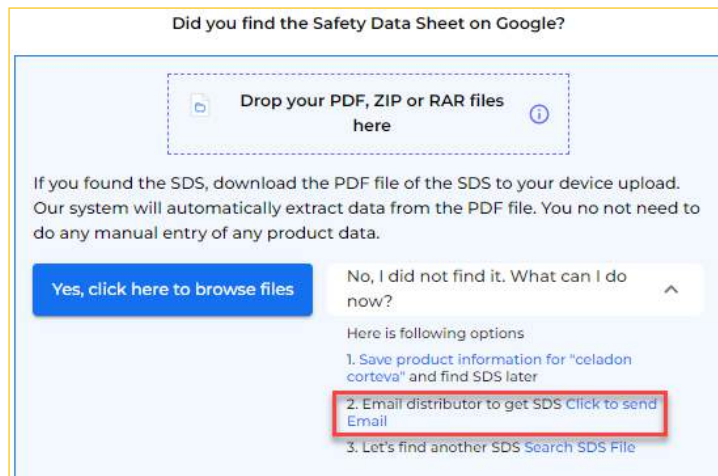 Did you find the Safety Data Sheet on Google?
Drop your PDF, ZIP or RAR files
here
If you found the SDS, download the PDF file of the SDS to your device upload.
Our system will automatically extract data from the PDF file. You no not need to
do any manual entry of any product data.
Yes, click here to browse files
No, I did not find it. What can I do
now?
Here is following options
1. Save product information for "celadon
corteva" and find SDS later
2. Email distributor to get SDS Click to send
Email
3. Let's find another SDS Search SDS File